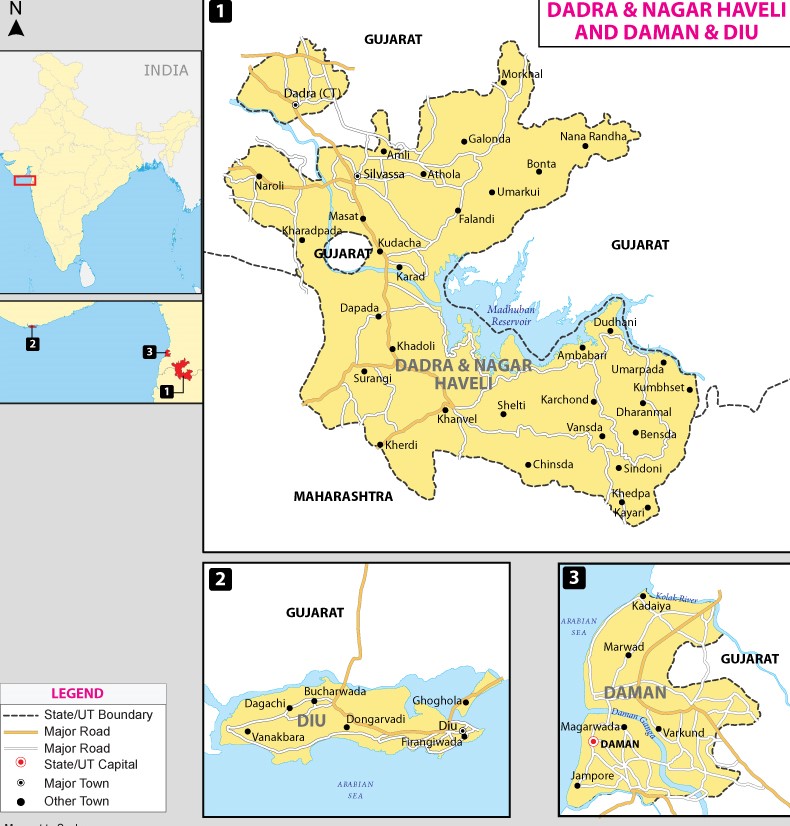 N
INDIA
2
3
1
1
DADRA & NAGAR HAVELI
AND DAMAN & DIU
GUJARAT
Morkhal
Dadra (CT)
Galonda
Nana Randha
Amli
Bonta
Silvassa
Athola
Naroli
Umarkui
Masat
Falandi
Kharadpada
Kudacha
GUJARAT
GUJARAT
Karad
Dapada
Madhuban
Reservoir
Dudhani
Khadoli
Ambabari
DADRA & NAGAR
HAVELI
Umarpada
Surangi
Kumbhset
Karchond
Shelti
Dharanmal
Khanvel
Vansda
Bensda
Kherdi
Chinsda
Sindoni
MAHARASHTRA
Khedpa
Kayari
2
GUJARAT
Bucharwada
Dagachi
Ghoghola
DIU
Dongarvadi
Diu
Vanakbara
Firangiwada
ARABIAN
SEA
3
Kolak River
Kadaiya
ARABIAN
SEA
Marwad
GUJARAT
DAMAN
Daman Ganga
Magarwada
Varkund
DAMAN
Jampore
LEGEND
State/UT Boundary
Major Road
Major Road
State/UT Capital
Major Town
Other Town